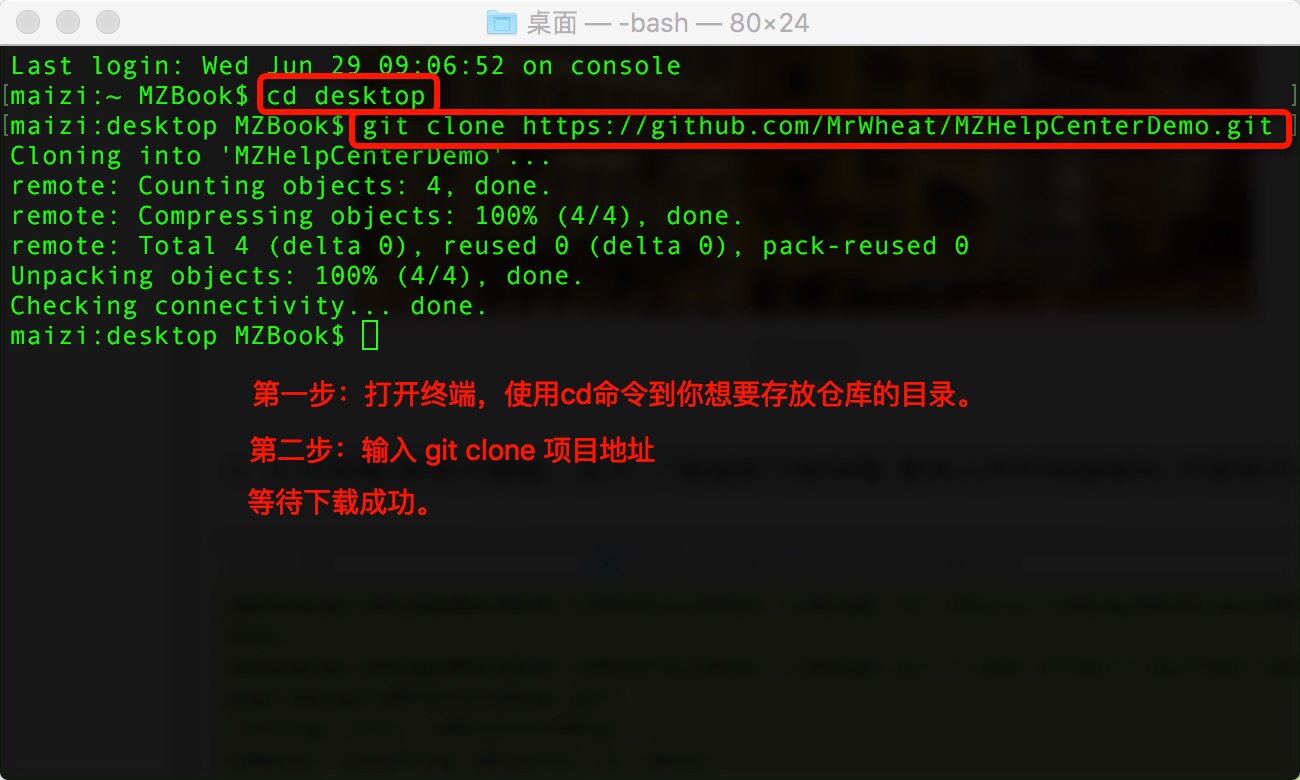 桌面 — -bash — 80×24
Last login: Wed Jun 29 09:06:52 on console
[maizi:~ MZBook$ cd desktop ]
[maizi:desktop MZBook$ git clone https://github.com/MrWheat/MZHelpCenterDemo.git ]
Cloning into 'MZHelpCenterDemo'...
remote: Counting objects: 4, done.
remote: Compressing objects: 100% (4/4), done.
remote: Total 4 (delta 0), reused 0 (delta 0), pack-reused 0
Unpacking objects: 100% (4/4), done.
Checking connectivity... done.
maizi:desktop MZBook$
第一步：打开终端，使用cd命令到你想要存放仓库的目录。
第二步：输入 git clone 项目地址
等待下载成功。